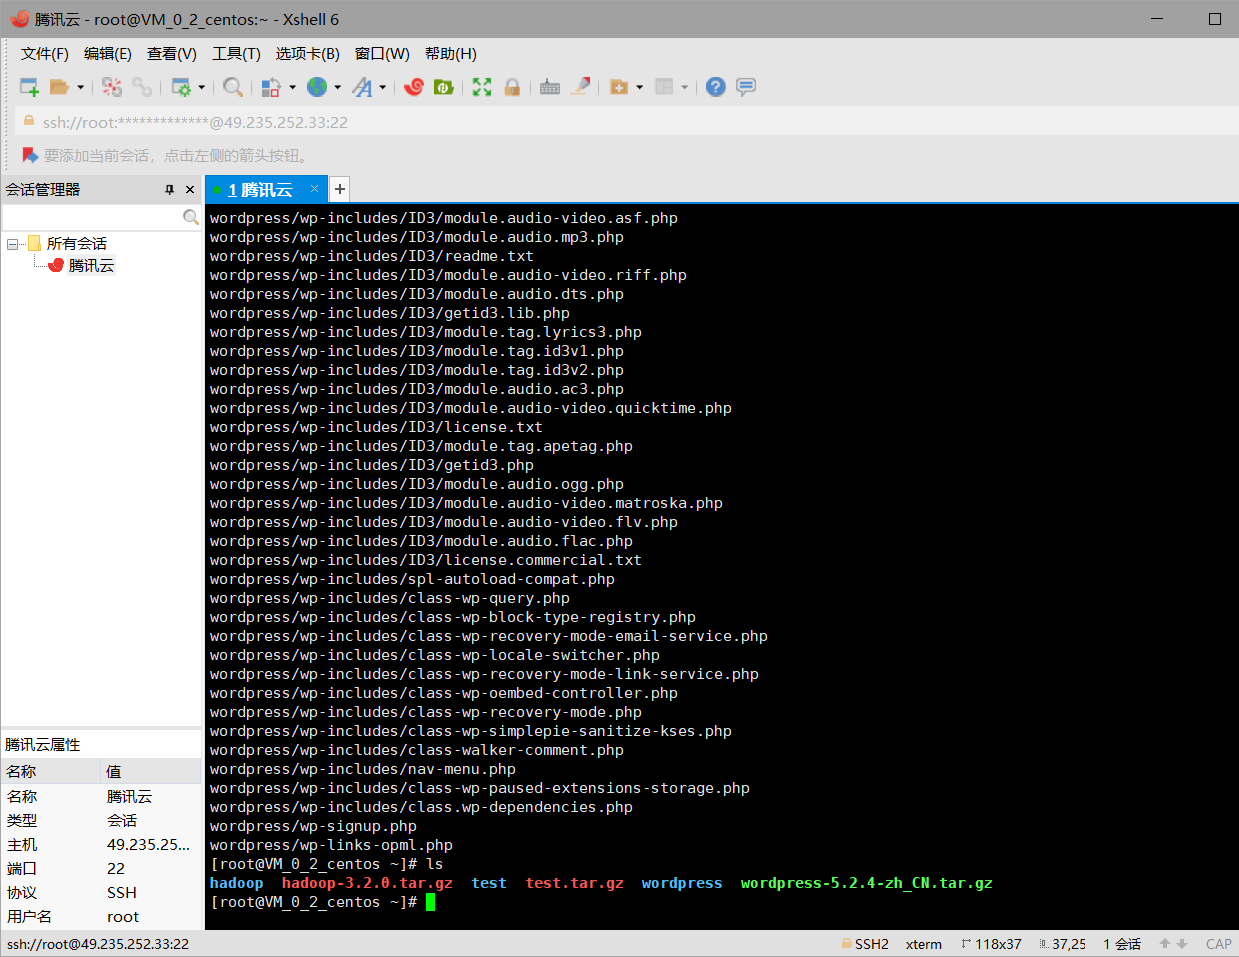 腾讯云 - root@VM_0_2_centos:~ - Xshell 6
文件(F) 编辑(E) 查看(V) 工具(T) 选项卡(B) 窗口(W) 帮助(H)
ssh://root:*************@49.235.252.33:22
要添加当前会话，点击左侧的箭头按钮。
会话管理器
所有会话
腾讯云
腾讯云属性
名称 值
名称 腾讯云
类型 会话
主机 49.235.25...
端口 22
协议 SSH
用户名 root
1 腾讯云
wordpress/wp-includes/ID3/module.audio-video.asf.php
wordpress/wp-includes/ID3/module.audio.mp3.php
wordpress/wp-includes/ID3/readme.txt
wordpress/wp-includes/ID3/module.audio-video.riff.php
wordpress/wp-includes/ID3/module.audio.dts.php
wordpress/wp-includes/ID3/getid3.lib.php
wordpress/wp-includes/ID3/module.tag.lyrics3.php
wordpress/wp-includes/ID3/module.tag.id3v1.php
wordpress/wp-includes/ID3/module.tag.id3v2.php
wordpress/wp-includes/ID3/module.audio.ac3.php
wordpress/wp-includes/ID3/module.audio-video.quicktime.php
wordpress/wp-includes/ID3/license.txt
wordpress/wp-includes/ID3/module.tag.apetag.php
wordpress/wp-includes/ID3/getid3.php
wordpress/wp-includes/ID3/module.audio.ogg.php
wordpress/wp-includes/ID3/module.audio-video.matroska.php
wordpress/wp-includes/ID3/module.audio-video.flv.php
wordpress/wp-includes/ID3/module.audio.flac.php
wordpress/wp-includes/ID3/license.commercial.txt
wordpress/wp-includes/spl-autoload-compat.php
wordpress/wp-includes/class-wp-query.php
wordpress/wp-includes/class-wp-block-type-registry.php
wordpress/wp-includes/class-wp-recovery-mode-email-service.php
wordpress/wp-includes/class-wp-locale-switcher.php
wordpress/wp-includes/class-wp-recovery-mode-link-service.php
wordpress/wp-includes/class-wp-oembed-controller.php
wordpress/wp-includes/class-wp-recovery-mode.php
wordpress/wp-includes/class-wp-simplepie-sanitize-kses.php
wordpress/wp-includes/class-walker-comment.php
wordpress/wp-includes/nav-menu.php
wordpress/wp-includes/class-wp-paused-extensions-storage.php
wordpress/wp-includes/class.wp-dependencies.php
wordpress/wp-signup.php
wordpress/wp-links-opml.php
[root@VM_0_2_centos ~]# ls
hadoop hadoop-3.2.0.tar.gz test test.tar.gz wordpress wordpress-5.2.4-zh_CN.tar.gz
[root@VM_0_2_centos ~]#
ssh://root@49.235.252.33:22 SSH2 xterm 118x37 37,25 1 会话 CAP